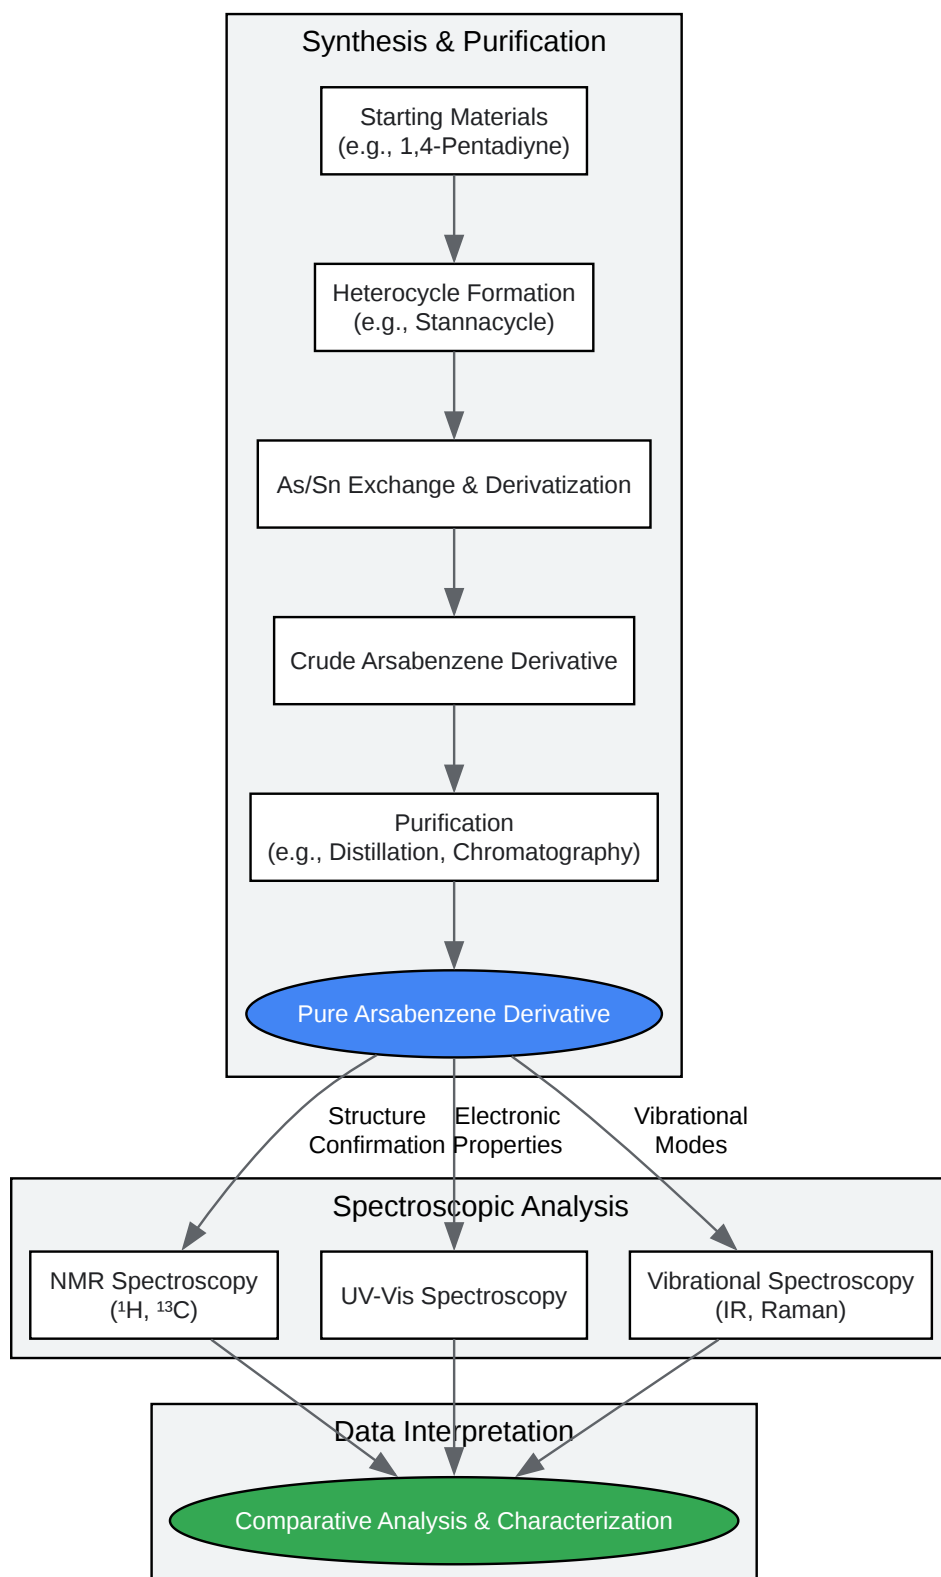 Synthesis & Purification
Starting Materials
(e.g., 1,4-Pentadiyne)
Heterocycle Formation
(e.g., Stannacycle)
As/Sn Exchange & Derivatization
Crude Arsabenzene Derivative
Purification
(e.g., Distillation, Chromatography)
Pure Arsabenzene Derivative
Structure
Confirmation
Electronic
Properties
Vibrational
Modes
Spectroscopic Analysis
NMR Spectroscopy
(¹H, ¹³C)
UV-Vis Spectroscopy
Vibrational Spectroscopy
(IR, Raman)
Data Interpretation
Comparative Analysis & Characterization